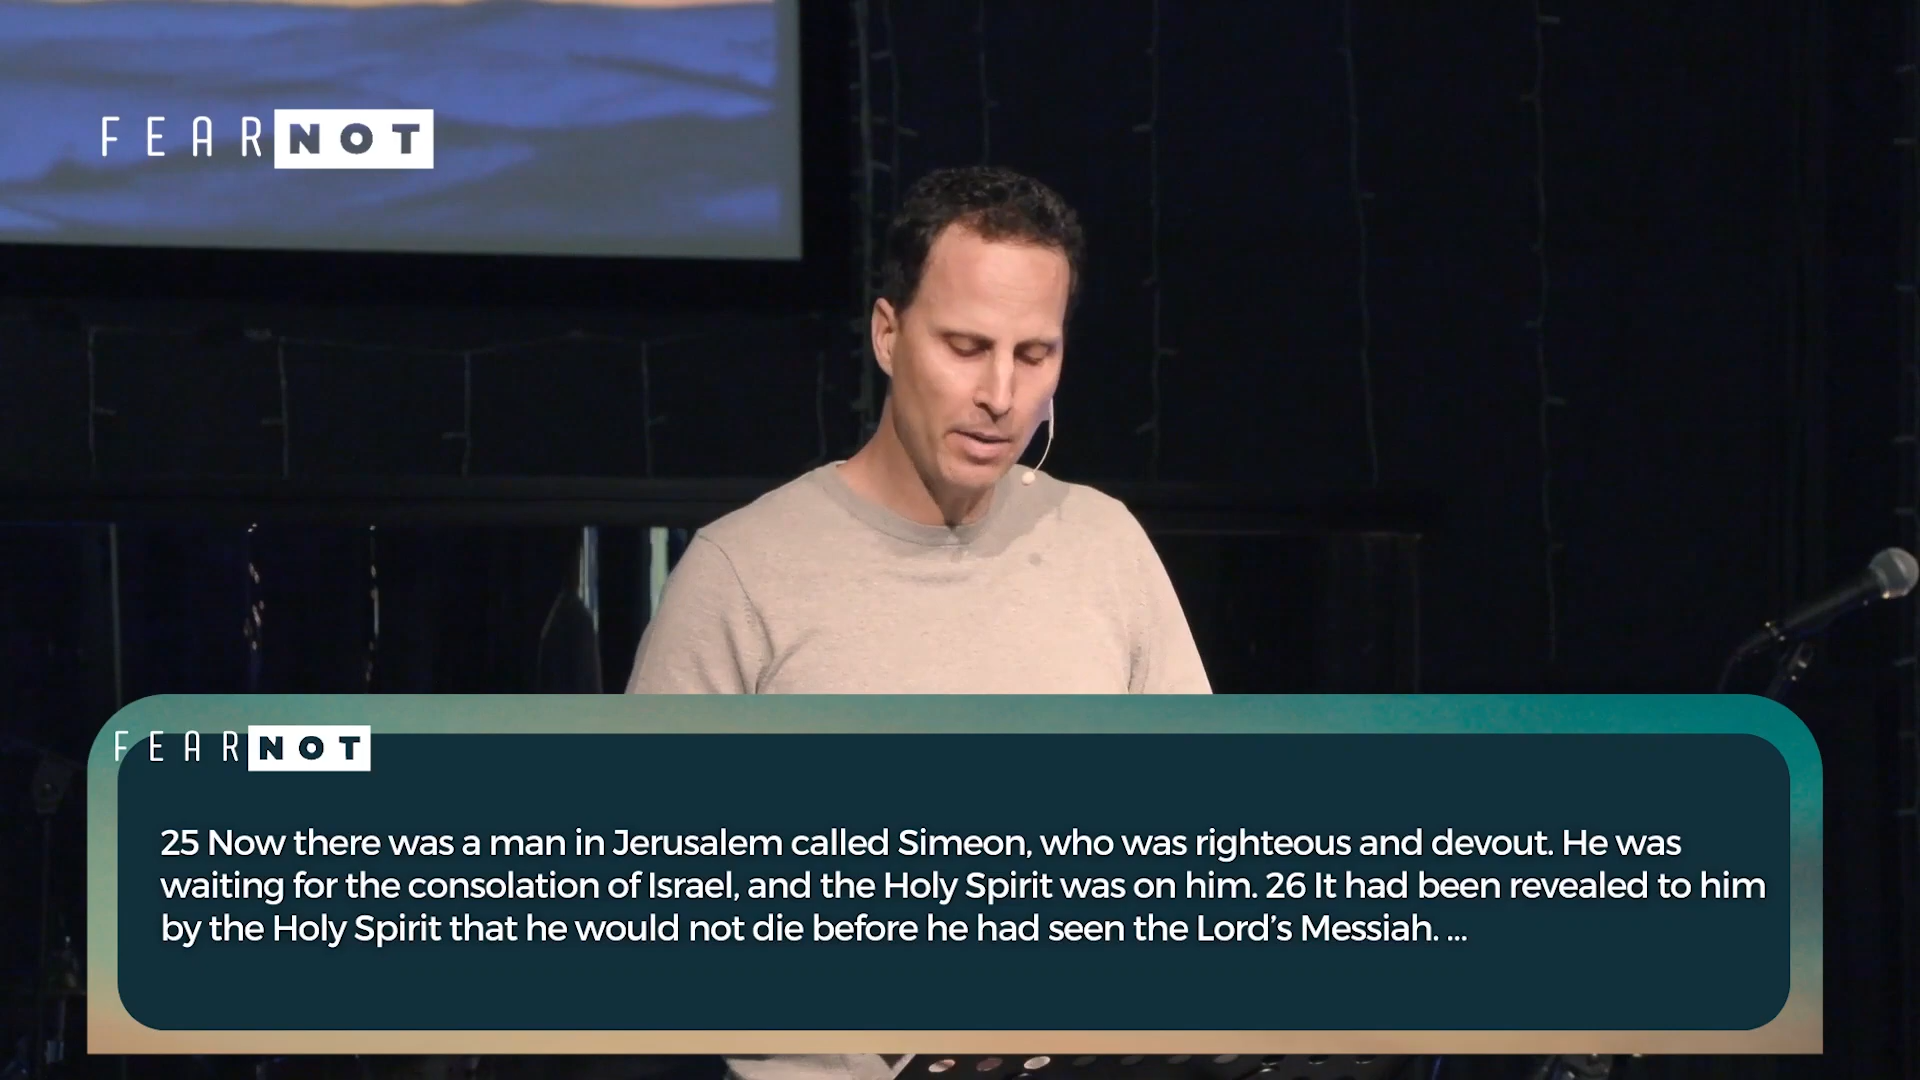 FEAR NOT
FEAR NOT
25 Now there was a man in Jerusalem called Simeon, who was righteous and devout. He was
waiting for the consolation of Israel, and the Holy Spirit was on him. 26 It had been revealed to him
by the Holy Spirit that he would not die before he had seen the Lord’s Messiah. ...